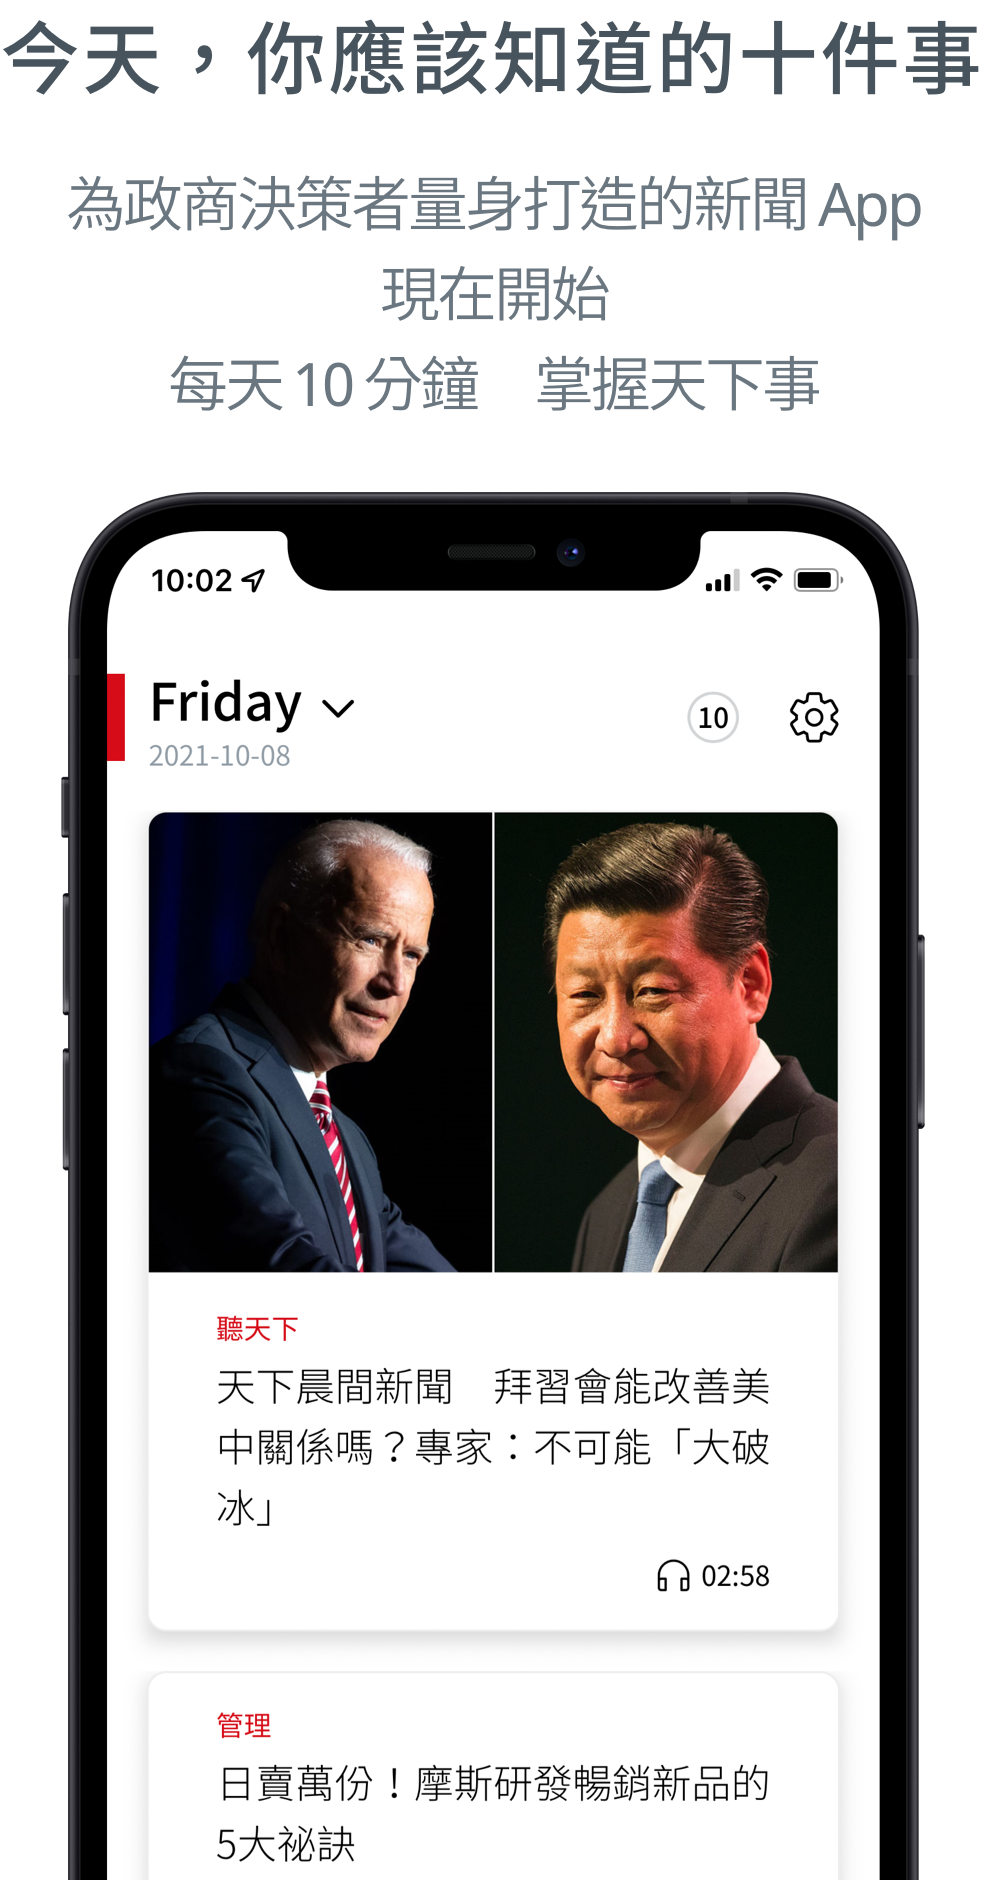 今天，你應該知道的十件事
為政商決策者量身打造的新聞 App
現在開始
每天 10 分鐘　掌握天下事
10:02
Friday
10
2021-10-08
聽天下
天下晨間新聞　拜習會能改善美
中關係嗎？專家：不可能「大破
冰」
02:58
管理
日賣萬份！摩斯研發暢銷新品的
5大祕訣